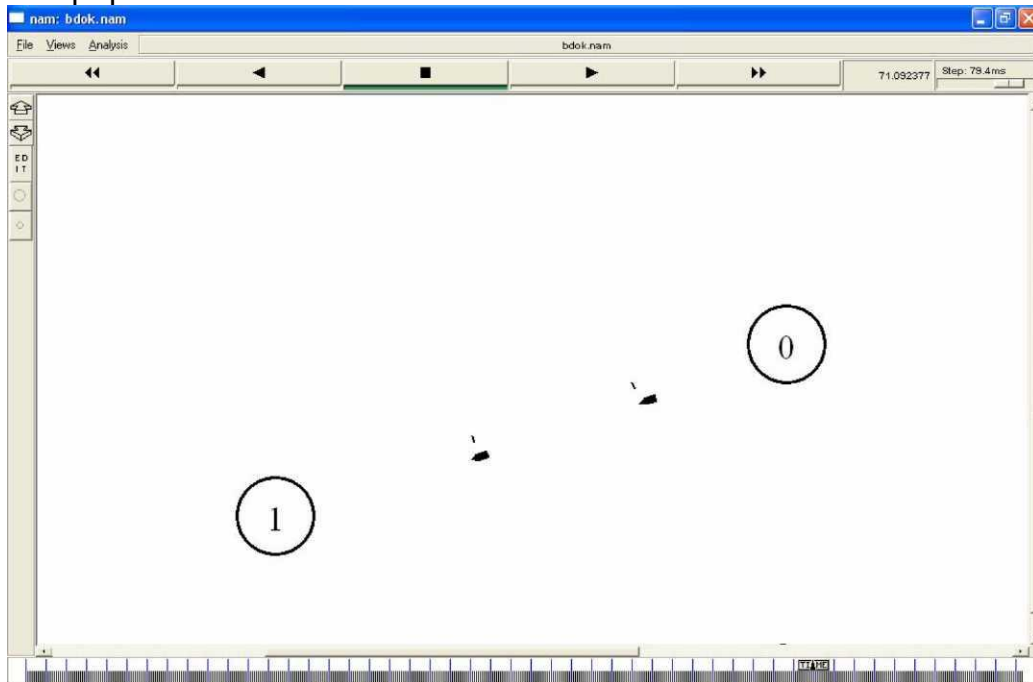 nam: bdok.nam
File Views Analysis bdok.nam
71.092377 Step: 79.4ms
ED
IT
0
1
TIME